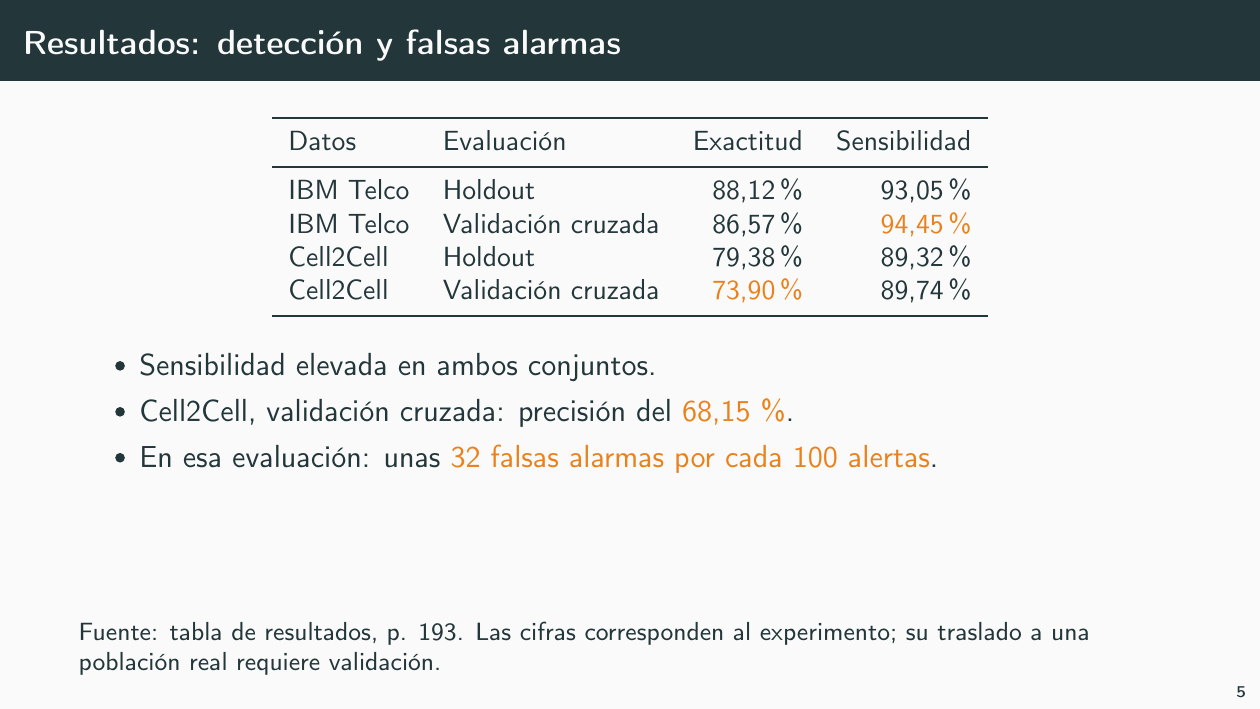 Resultados: detección y falsas alarmas
Datos Evaluación Exactitud Sensibilidad
IBM Telco Holdout 88,12 % 93,05 %
IBM Telco Validación cruzada 86,57 % 94,45 %
Cell2Cell Holdout 79,38 % 89,32 %
Cell2Cell Validación cruzada 73,90 % 89,74 %
• Sensibilidad elevada en ambos conjuntos.
• Cell2Cell, validación cruzada: precisión del 68,15 %.
• En esa evaluación: unas 32 falsas alarmas por cada 100 alertas.
Fuente: tabla de resultados, p. 193. Las cifras corresponden al experimento; su traslado a una
población real requiere validación.
5